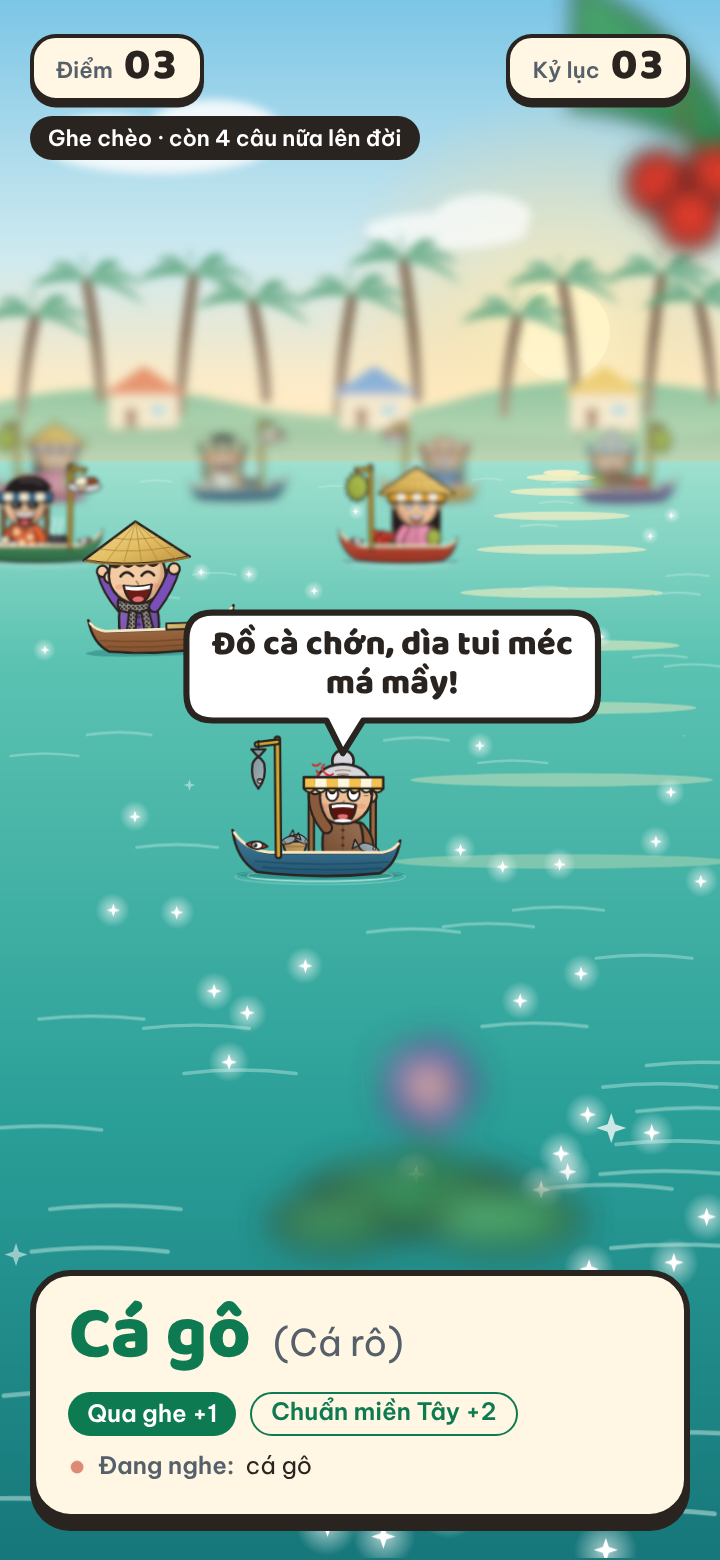 Điểm 03
Kỷ lục 03
Ghe chèo · còn 4 câu nữa lên đời
Đồ cà chớn, dìa tui méc
má mầy!
Cá gô (Cá rô)
Qua ghe +1
Chuẩn miền Tây +2
Đang nghe: cá gô